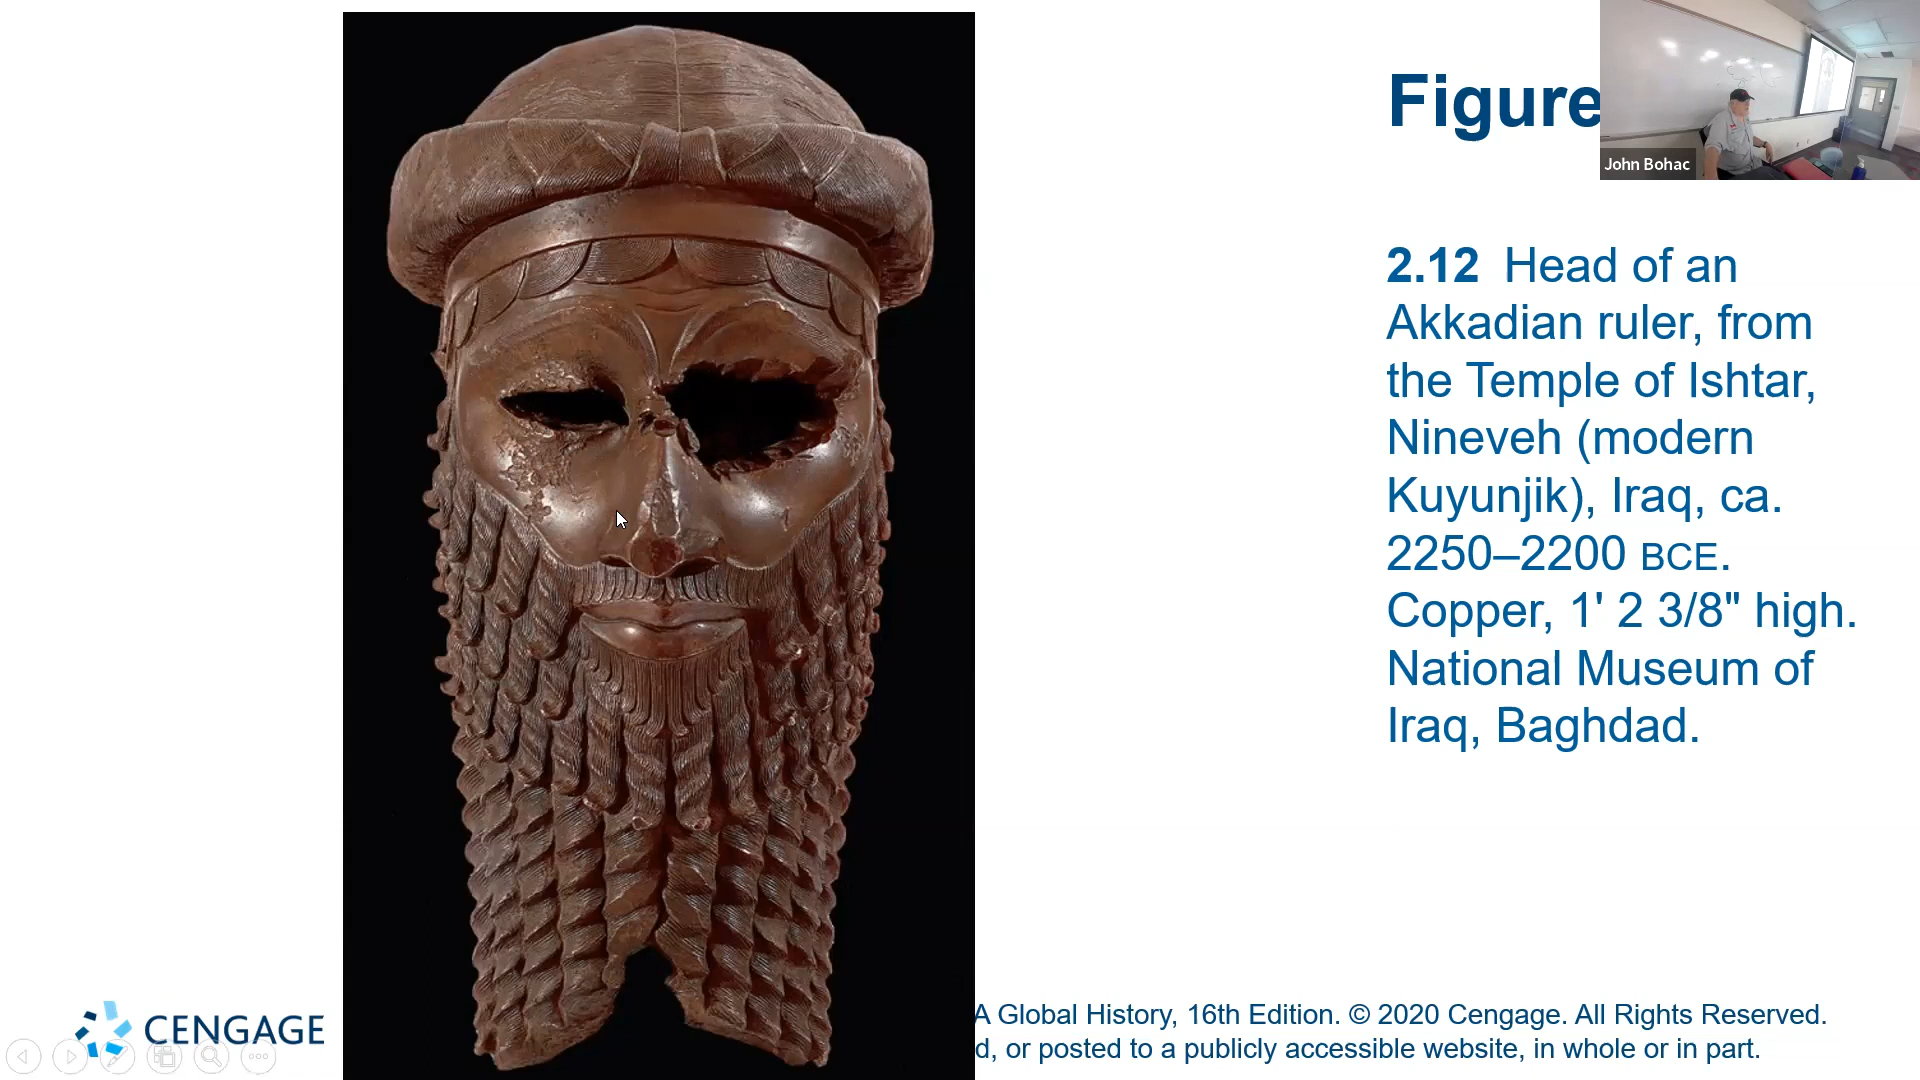 Figure
John Bohac
2.12 Head of an
Akkadian ruler, from
the Temple of Ishtar,
Nineveh (modern
Kuyunjik), Iraq, ca.
2250–2200 BCE.
Copper, 1' 2 3/8" high.
National Museum of
Iraq, Baghdad.
CENGAGE
A Global History, 16th Edition. © 2020 Cengage. All Rights Reserved.
d, or posted to a publicly accessible website, in whole or in part.